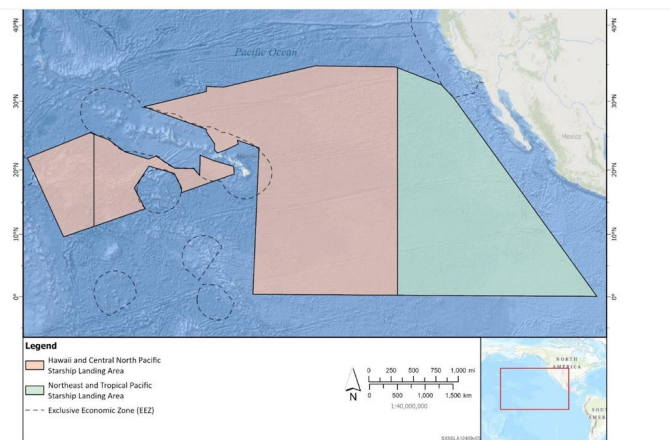 40°N
30°N
20°N
10°N
0°
Pacific Ocean
Mexico
40°N
30°N
20°N
10°N
0°
Legend
Hawaii and Central North Pacific
Starship Landing Area
Northeast and Tropical Pacific
Starship Landing Area
Exclusive Economic Zone (EEZ)
N
0 250 500 750 1,000 mi
0 500 1,000 1,500 km
1:40,000,000
NORTH
AMERICA